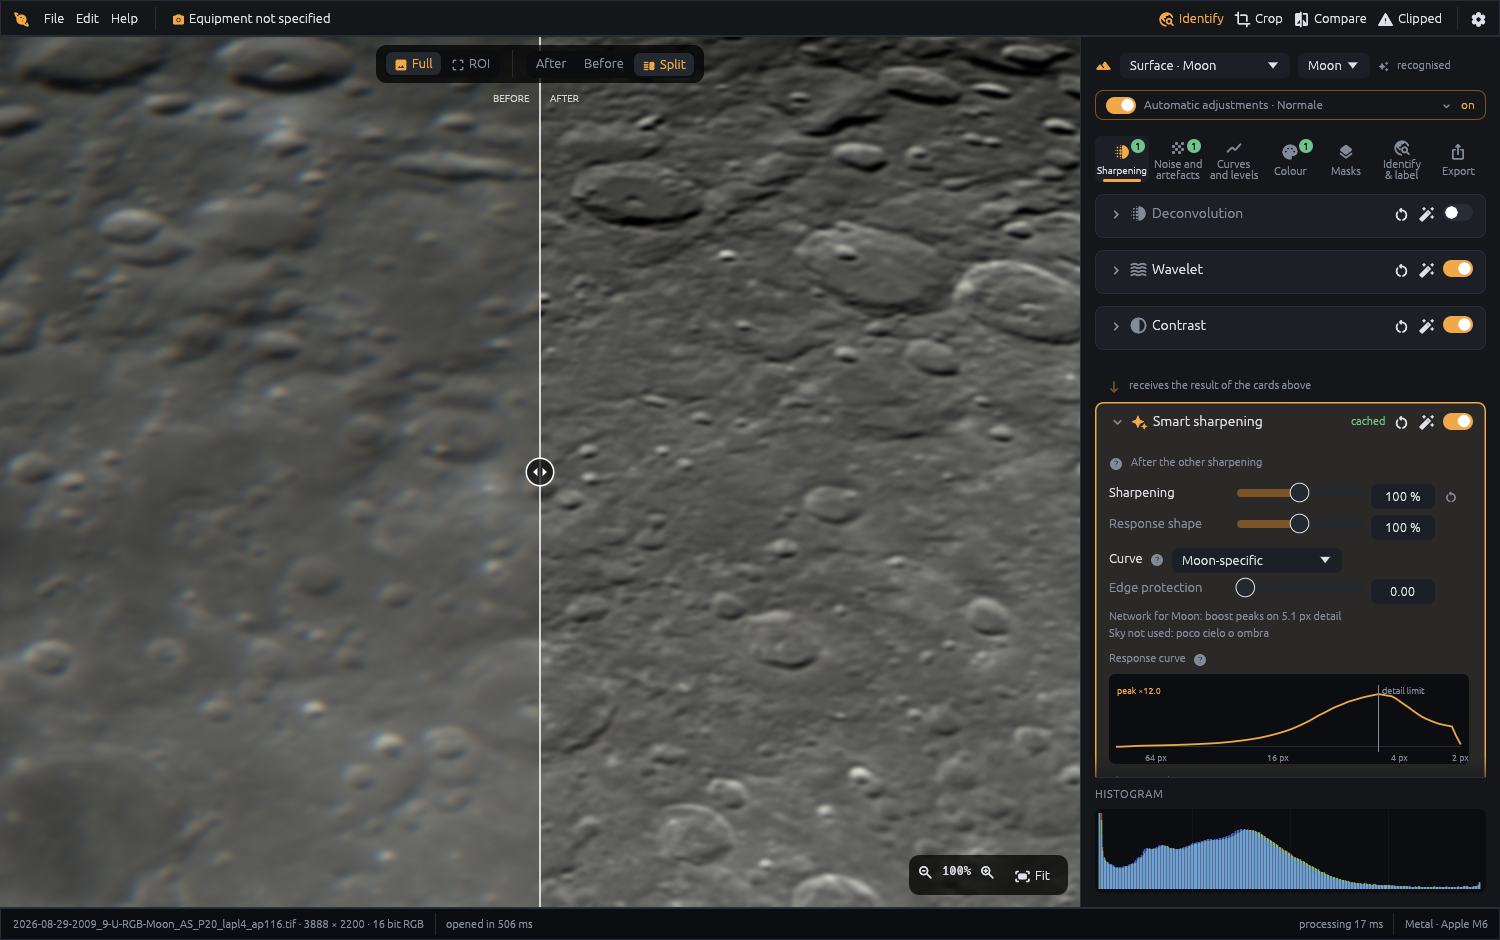 File Edit Help Equipment not specified Identify Crop Compare Clipped
Full ROI After Before Split
BEFORE AFTER
Surface · Moon Moon recognised
Automatic adjustments · Normale on
Sharpening 1
Noise and artefacts 1
Curves and levels
Colour 1
Masks
Identify & label
Export
Deconvolution
Wavelet
Contrast
receives the result of the cards above
Smart sharpening cached
? After the other sharpening
Sharpening 100 %
Response shape 100 %
Curve ? Moon-specific
Edge protection 0.00
Network for Moon: boost peaks on 5.1 px detail
Sky not used: poco cielo o ombra
Response curve ?
peak ×12.0 detail limit
64 px 16 px 4 px 2 px
HISTOGRAM
100% Fit
2026-08-29-2009_9-U-RGB-Moon_AS_P20_lapl4_ap116.tif · 3888 × 2200 · 16 bit RGB opened in 506 ms processing 17 ms Metal · Apple M6